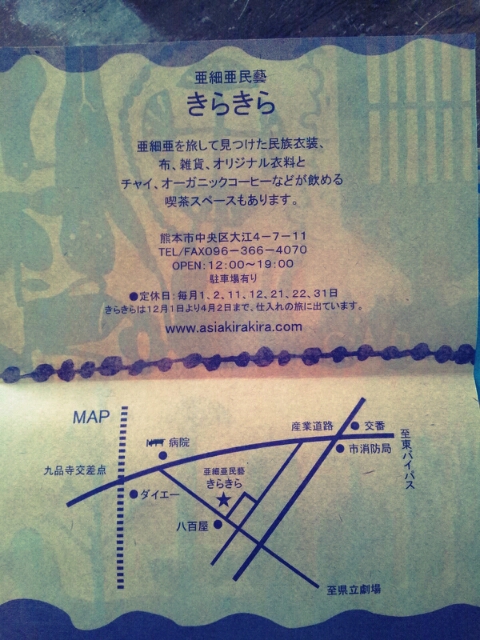 亜細亜民藝
きらきら
亜細亜を旅して見つけた民族衣装、
布、雑貨、オリジナル衣料と
チャイ、オーガニックコーヒーなどが飲める
喫茶スペースもあります。
熊本市中央区大江4-7-11
TEL/FAX096-366-4070
OPEN:12:00〜19:00
駐車場有り
●定休日:毎月1、2、11、12、21、22、31日
きらきらは12月1日より4月2日まで、仕入れの旅に出ています。
www.asiakirakira.com
MAP
産業道路
交番
NTT 病院
市消防局
至東バイパス
九品寺交差点
亜細亜民藝
きらきら
ダイエー
八百屋
至県立劇場